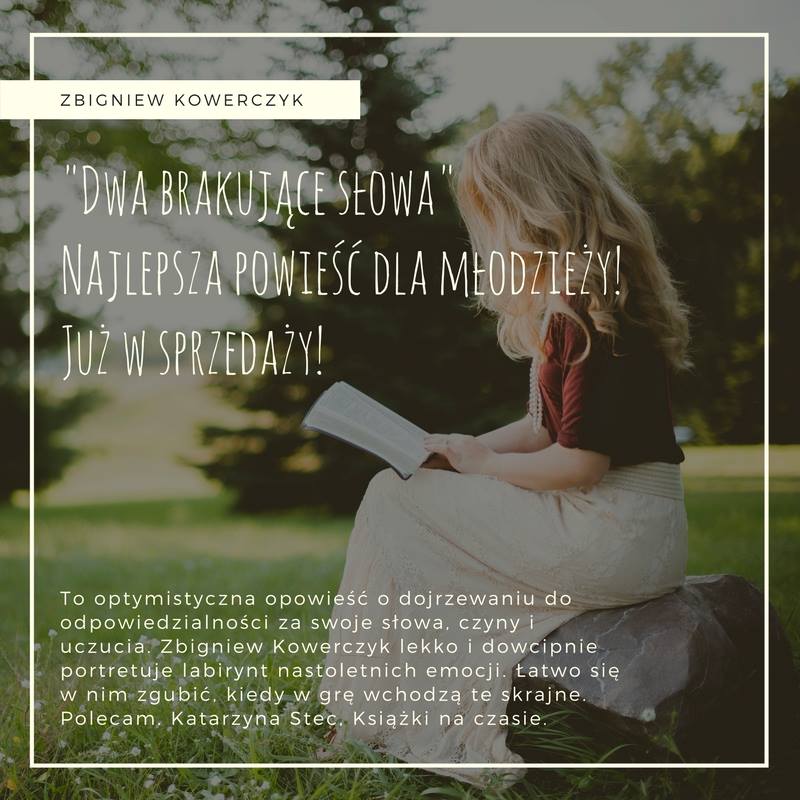 ZBIGNIEW KOWERCZYK
"Dwa brakujące słowa"
Najlepsza powieść dla młodzieży!
Już w sprzedaży!
To optymistyczna opowieść o dojrzewaniu do
odpowiedzialności za swoje słowa, czyny i
uczucia. Zbigniew Kowerczyk lekko i dowcipnie
portretuje labirynt nastoletnich emocji. Łatwo się
w nim zgubić, kiedy w grę wchodzą te skrajne.
Polecam, Katarzyna Stec, Książki na czasie.